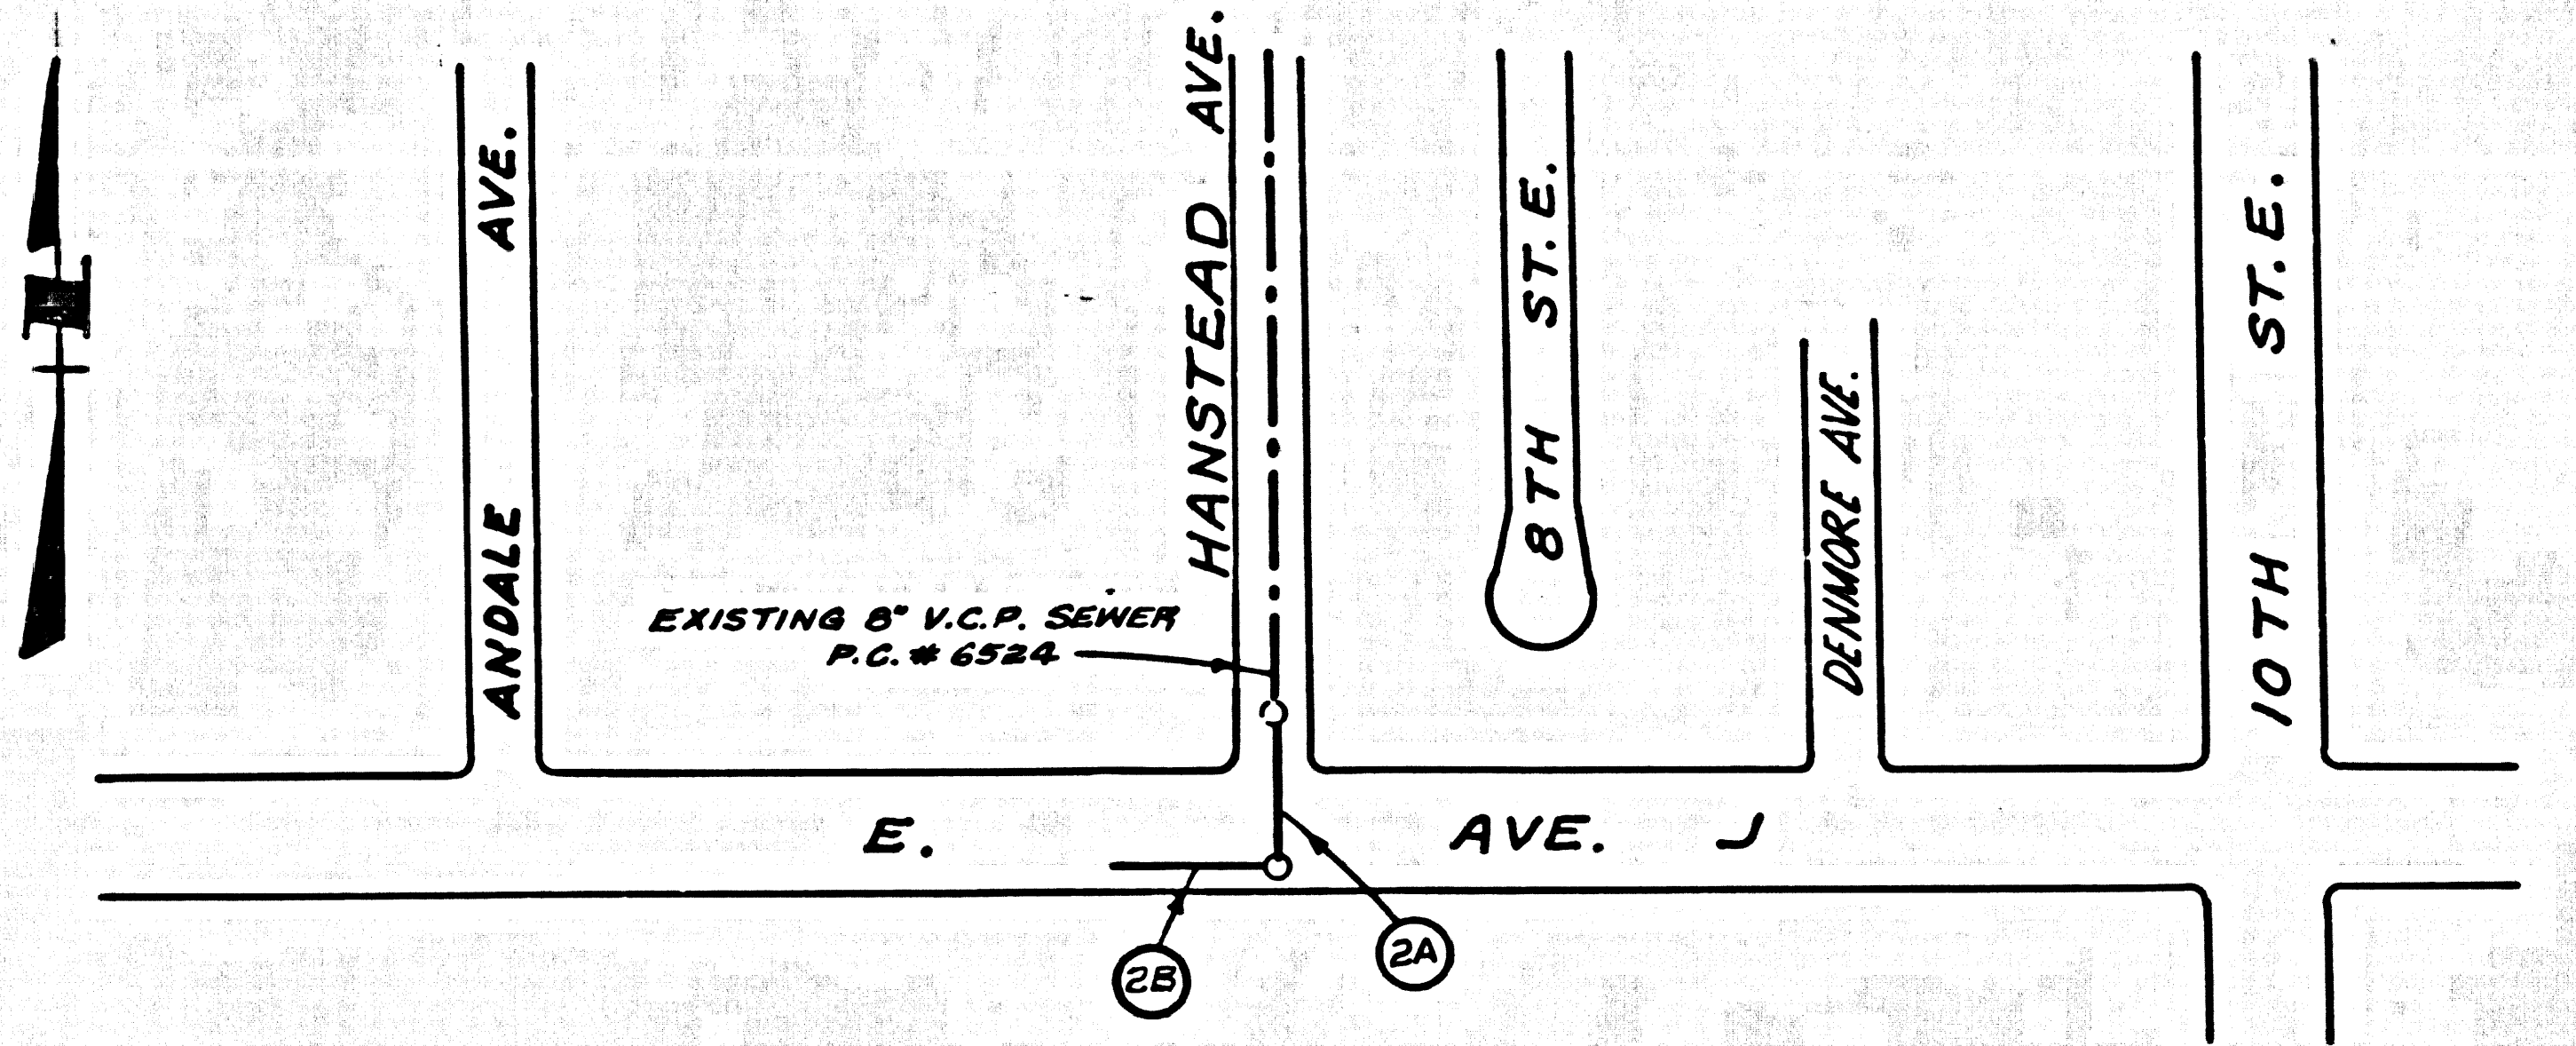 ANDALE AVE.
HANSTEAD AVE.
8TH ST. E.
DENMORE AVE.
10TH ST. E.
EXISTING 8" V.C.P. SEWER
P.C. # 6524
E. AVE. J
2B
2A
N